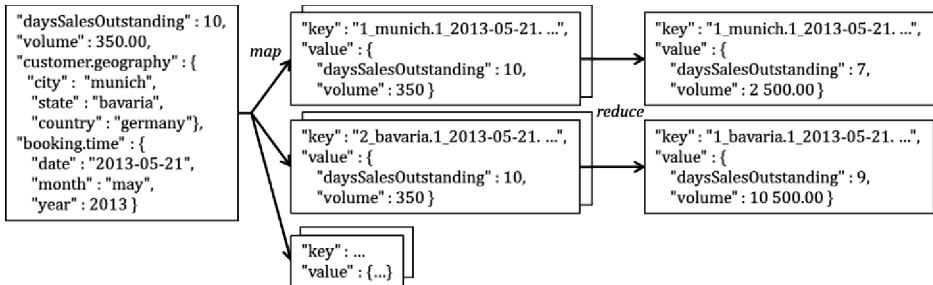 "daysSalesOutstanding" : 10,
"volume" : 350.00,
"customer.geography" : {
"city" : "munich",
"state" : "bavaria",
"country" : "germany"},
"booking.time" : {
"date" : "2013-05-21",
"month" : "may",
"year" : 2013 }
map
"key" : "1_munich.1_2013-05-21. ...",
"value" : {
"daysSalesOutstanding" : 10,
"volume" : 350 }
"key" : "2_bavaria.1_2013-05-21. ...",
"value" : {
"daysSalesOutstanding" : 10,
"volume" : 350 }
"key" : ...
"value" : {...}
reduce
"key" : "1_munich.1_2013-05-21. ...",
"value" : {
"daysSalesOutstanding" : 7,
"volume : 2 500.00 }
"key" : "1_bavaria.1_2013-05-21. ...",
"value" : {
"daysSalesOutstanding" : 9,
"volume" : 10 500.00 }